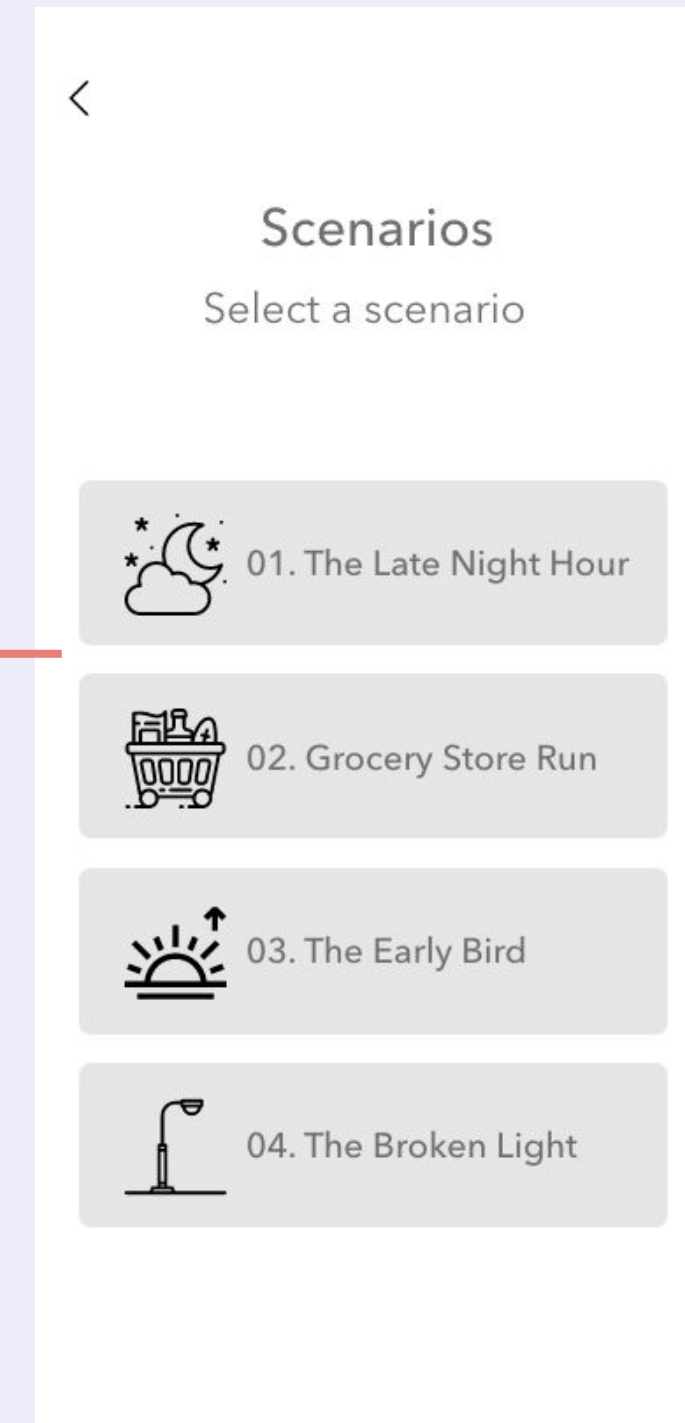 Scenarios
Select a scenario
01. The Late Night Hour
02. Grocery Store Run
03. The Early Bird
04. The Broken Light